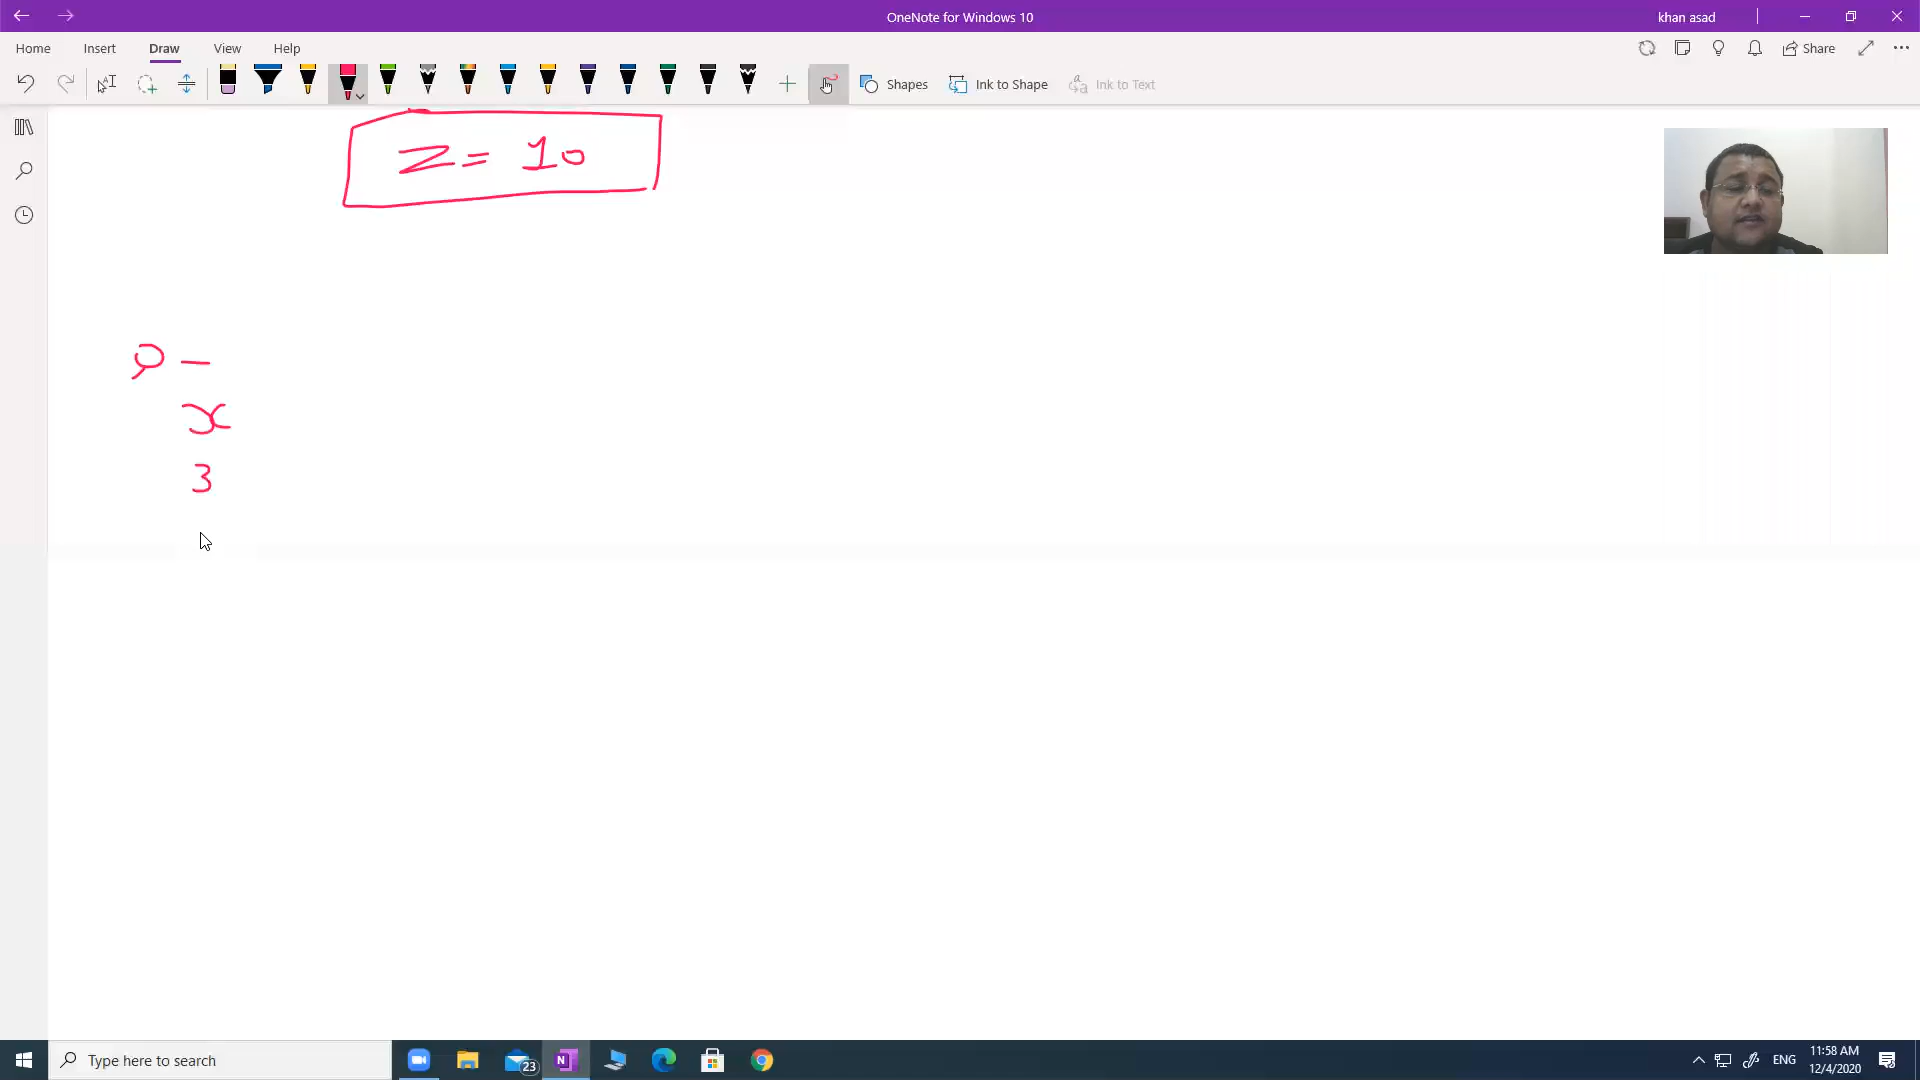 OneNote for Windows 10
khan asad
Home Insert Draw View Help
Share
Shapes Ink to Shape Ink to Text
Z = 10
Q —
x
3
Type here to search
23
N
ENG
11:58 AM
12/4/2020